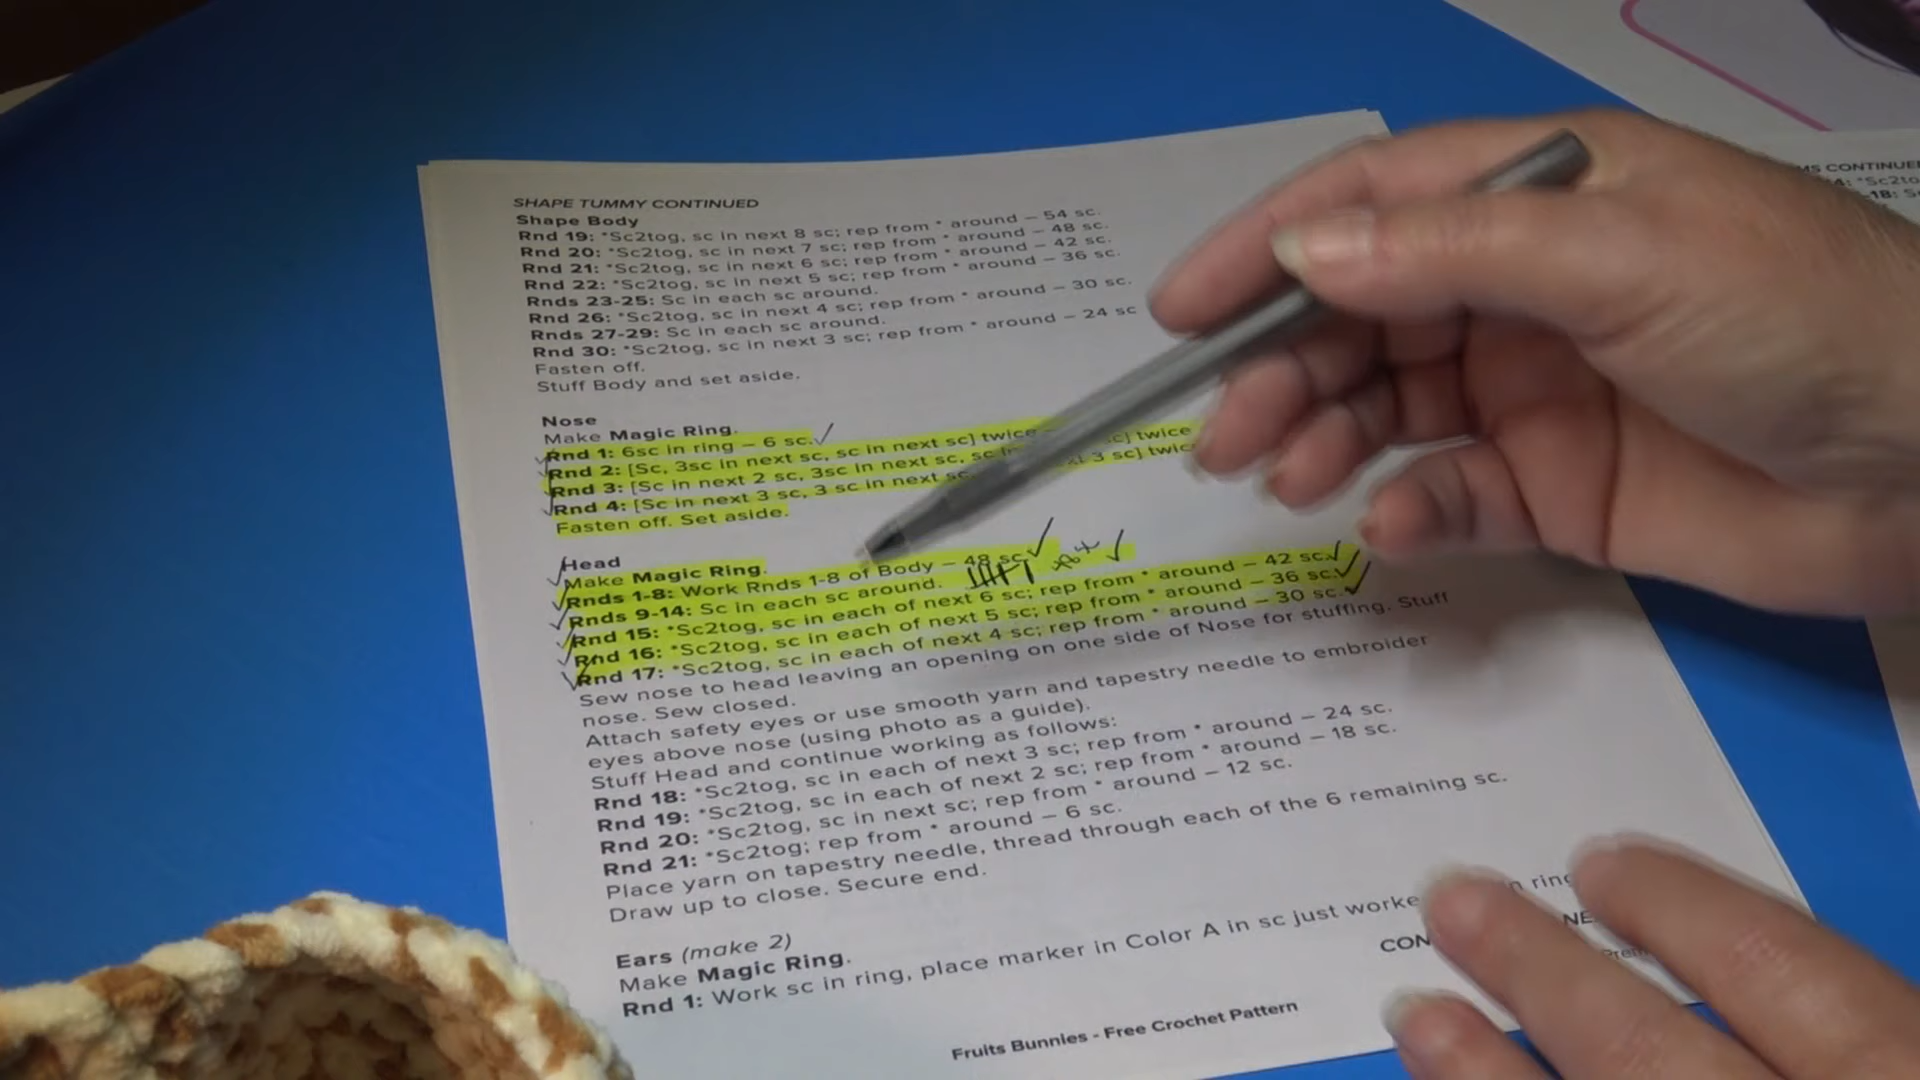 SHAPE TUMMY CONTINUED
Shape Body
Rnd 19: *Sc2tog, sc in next 8 sc; rep from * around – 54 sc.
Rnd 20: *Sc2tog, sc in next 7 sc; rep from * around – 48 sc.
Rnd 21: *Sc2tog, sc in next 6 sc; rep from * around – 42 sc.
Rnd 22: *Sc2tog, sc in next 5 sc; rep from * around – 36 sc.
Rnds 23-25: Sc in each sc around.
Rnd 26: *Sc2tog, sc in next 4 sc; rep from * around – 30 sc.
Rnds 27-29: Sc in each sc around.
Rnd 30: *Sc2tog, sc in next 3 sc; rep from * around – 24 sc
Fasten off.
Stuff Body and set aside.
Nose
Make Magic Ring.
Rnd 1: 6sc in ring – 6 sc.
Rnd 2: [Sc, 3sc in next sc, sc in next sc] twice –
Rnd 3: [Sc in next 2 sc, 3sc in next sc, sc in sc] twice
Rnd 4: [Sc in next 3 sc, 3 sc in next sc, 3 sc] twic
Fasten off. Set aside.
Head
Make Magic Ring.
Rnds 1-8: Work Rnds 1-8 of Body – 48 sc.
Rnds 9-14: Sc in each sc around.
Rnd 15: *Sc2tog, sc in each of next 6 sc; rep from * around – 42 sc.
Rnd 16: *Sc2tog, sc in each of next 5 sc; rep from * around – 36 sc.
Rnd 17: *Sc2tog, sc in each of next 4 sc; rep from * around – 30 sc.
Sew nose to head leaving an opening on one side of Nose for stuffing. Stuff
nose. Sew closed.
Attach safety eyes or use smooth yarn and tapestry needle to embroider
eyes above nose (using photo as a guide).
Stuff Head and continue working as follows:
Rnd 18: *Sc2tog, sc in each of next 3 sc; rep from * around – 24 sc.
Rnd 19: *Sc2tog, sc in each of next 2 sc; rep from * around – 18 sc.
Rnd 20: *Sc2tog, sc in next sc; rep from * around – 12 sc.
Rnd 21: *Sc2tog; rep from * around – 6 sc.
Place yarn on tapestry needle, thread through each of the 6 remaining sc.
Draw up to close. Secure end.
Ears (make 2)
Make Magic Ring.
Rnd 1: Work sc in ring, place marker in Color A in sc just worke n ring
CON NE
Fruits Bunnies - Free Crochet Pattern
MS CONTINUE
4: *Sc2to
-18: S